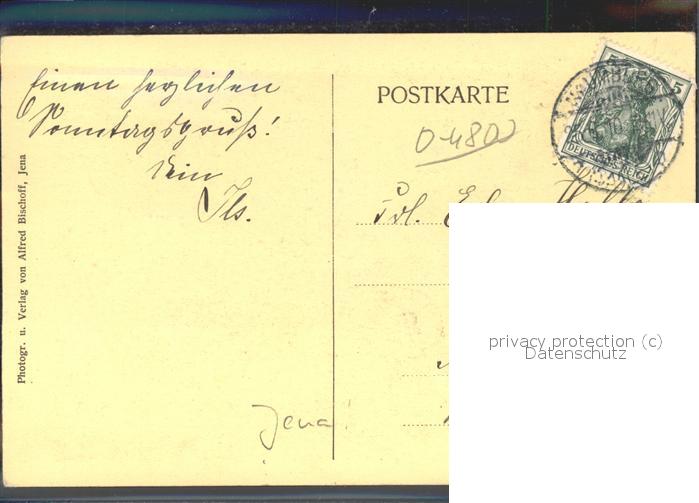 Einen herzlichen
Sonntagsgruß!
Dein
Ils.
Photogr. u. Verlag von Alfred Bischoff, Jena
Jena
POSTKARTE
0-4800
5
DEUTSCHES REICH
Frl.
privacy protection (c)
Datenschutz